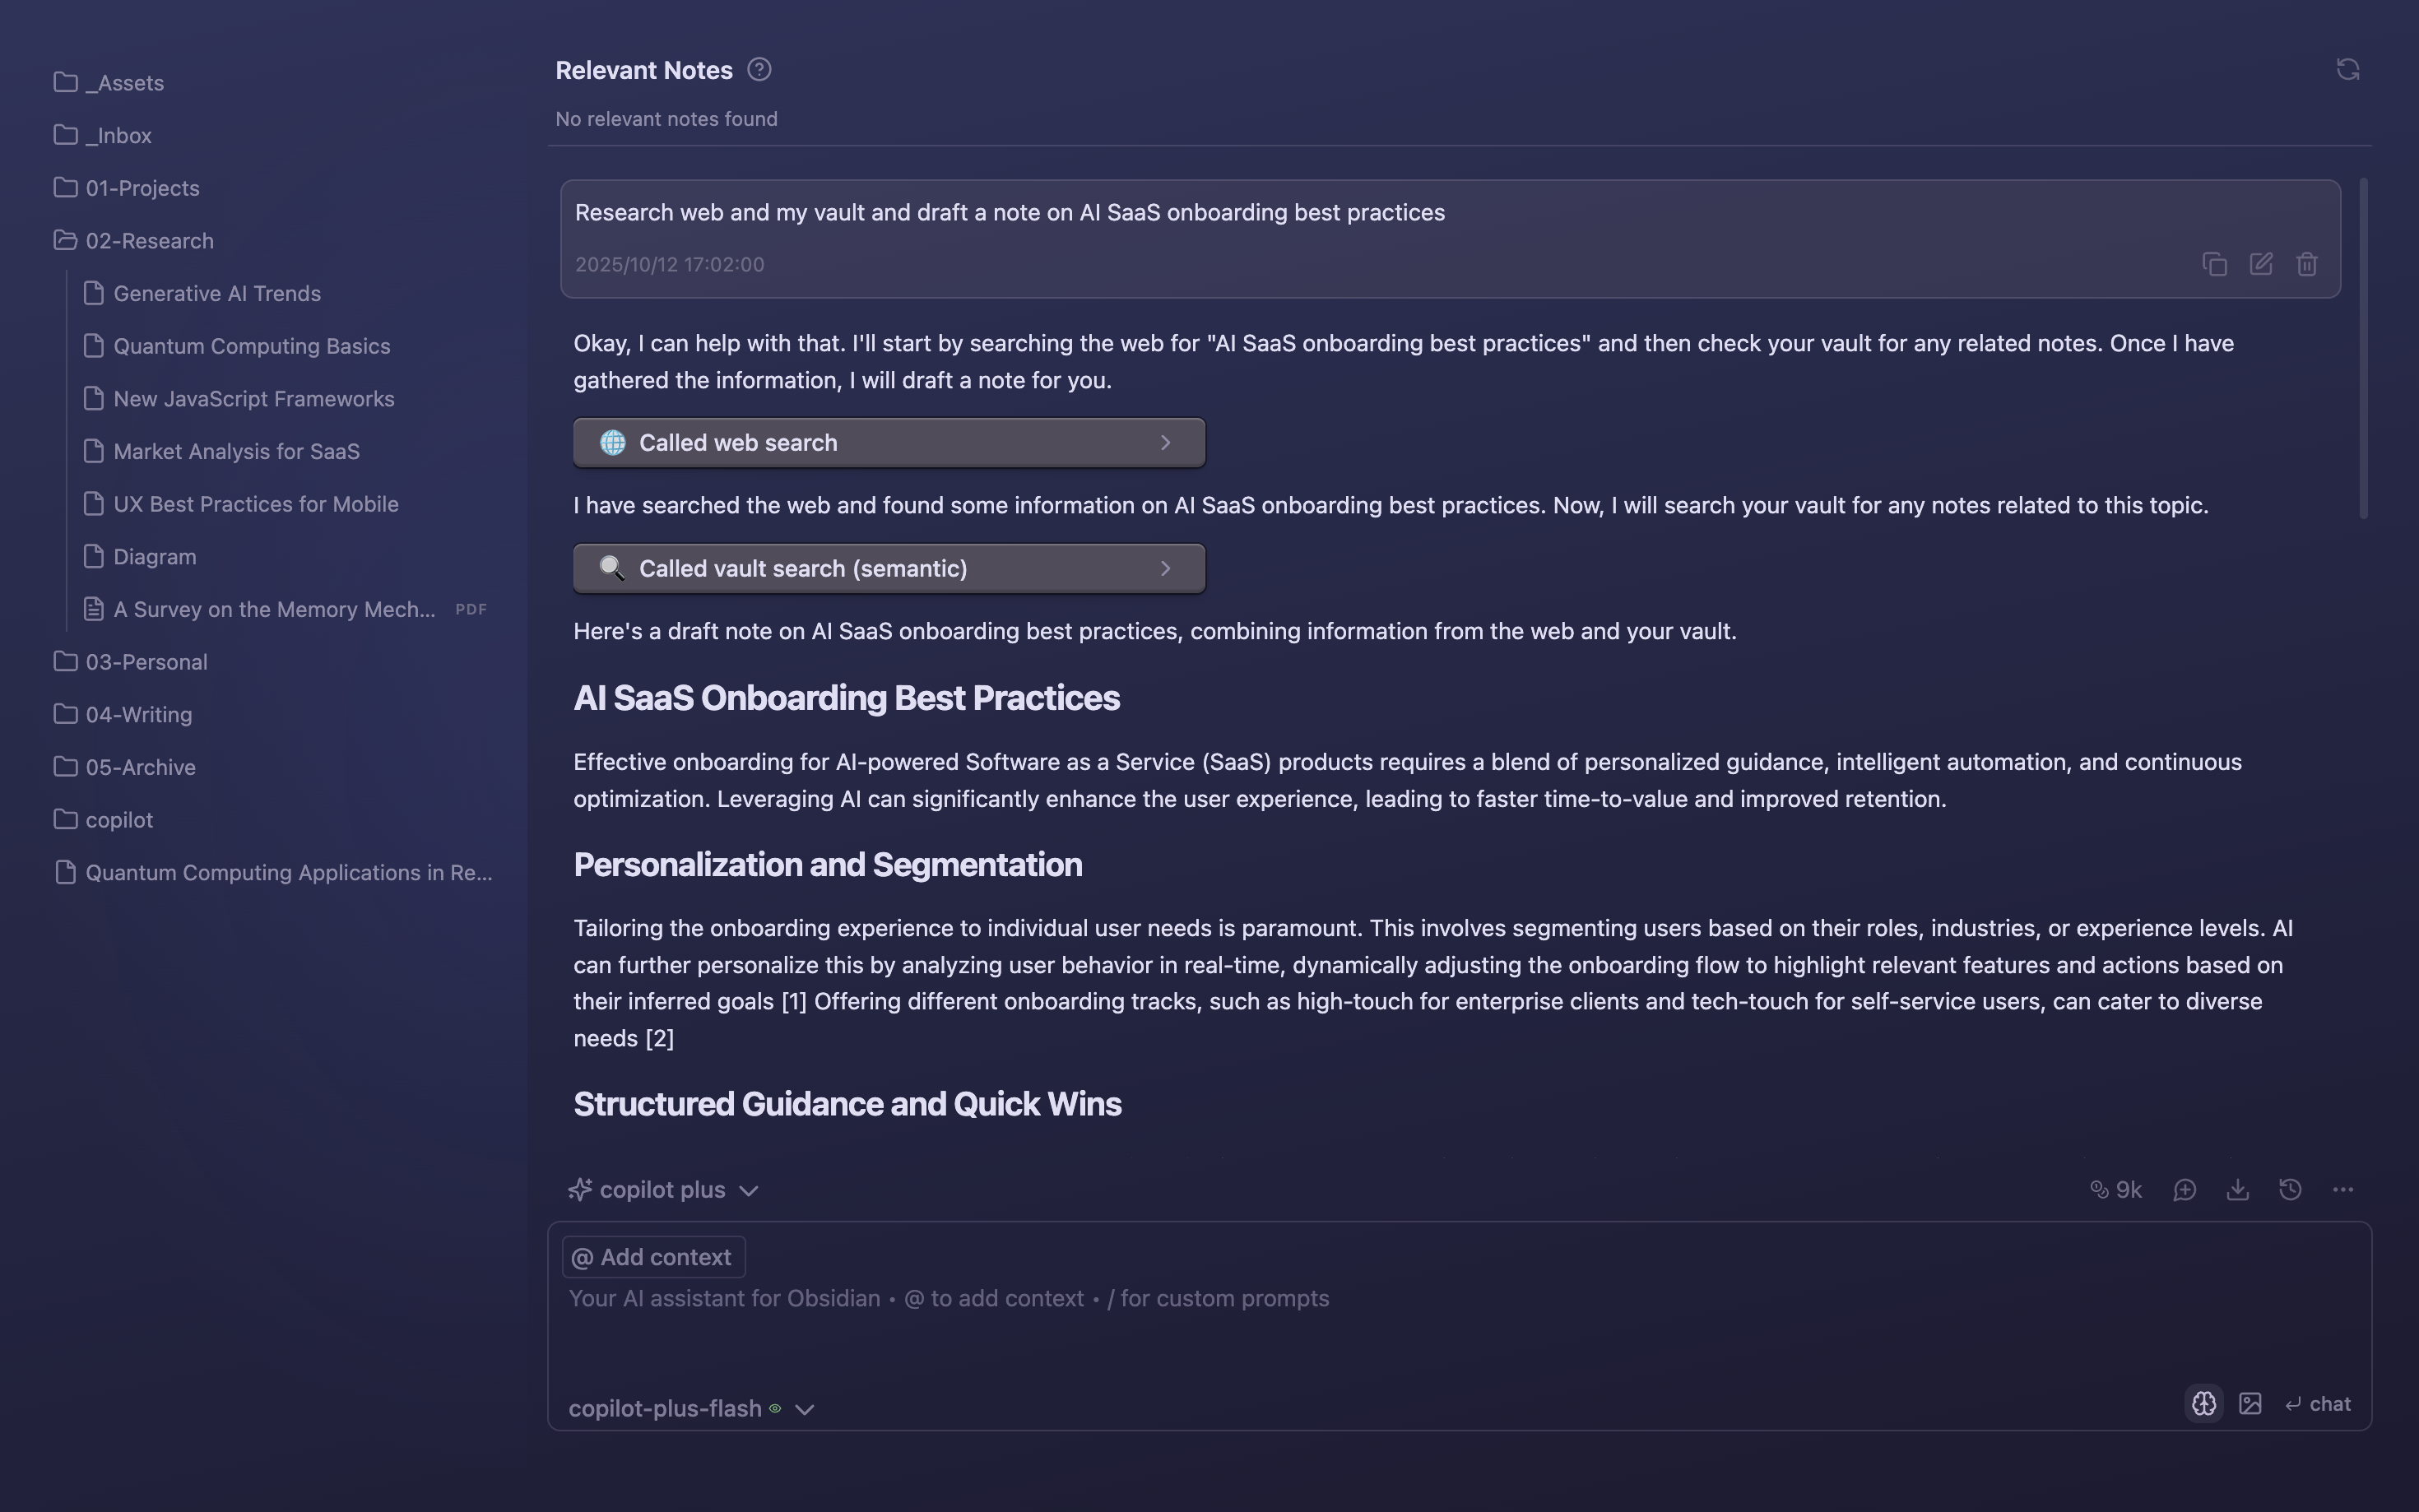 _Assets
_Inbox
01-Projects
02-Research
Generative AI Trends
Quantum Computing Basics
New JavaScript Frameworks
Market Analysis for SaaS
UX Best Practices for Mobile
Diagram
A Survey on the Memory Mech... PDF
03-Personal
04-Writing
05-Archive
copilot
Quantum Computing Applications in Re...
Relevant Notes
No relevant notes found
Research web and my vault and draft a note on AI SaaS onboarding best practices
2025/10/12 17:02:00
Okay, I can help with that. I'll start by searching the web for "AI SaaS onboarding best practices" and then check your vault for any related notes. Once I have
gathered the information, I will draft a note for you.
Called web search
I have searched the web and found some information on AI SaaS onboarding best practices. Now, I will search your vault for any notes related to this topic.
Called vault search (semantic)
Here's a draft note on AI SaaS onboarding best practices, combining information from the web and your vault.
AI SaaS Onboarding Best Practices
Effective onboarding for AI-powered Software as a Service (SaaS) products requires a blend of personalized guidance, intelligent automation, and continuous
optimization. Leveraging AI can significantly enhance the user experience, leading to faster time-to-value and improved retention.
Personalization and Segmentation
Tailoring the onboarding experience to individual user needs is paramount. This involves segmenting users based on their roles, industries, or experience levels. AI
can further personalize this by analyzing user behavior in real-time, dynamically adjusting the onboarding flow to highlight relevant features and actions based on
their inferred goals [1] Offering different onboarding tracks, such as high-touch for enterprise clients and tech-touch for self-service users, can cater to diverse
needs [2]
Structured Guidance and Quick Wins
copilot plus
9k
@ Add context
Your AI assistant for Obsidian • @ to add context • / for custom prompts
copilot-plus-flash
chat